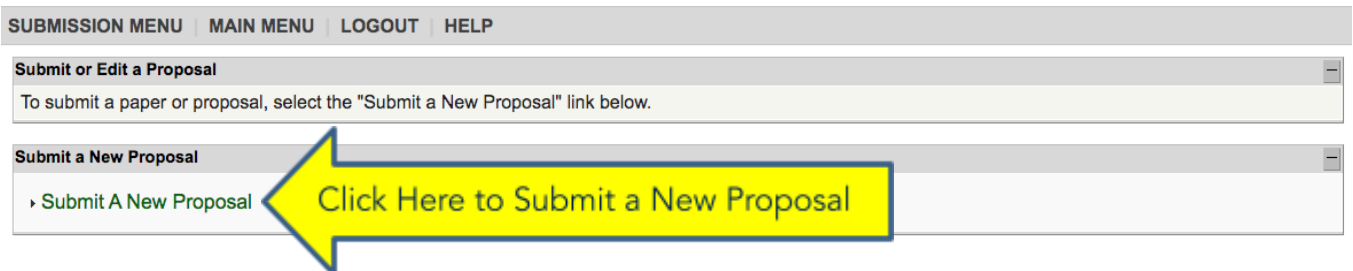 SUBMISSION MENU | MAIN MENU | LOGOUT | HELP
Submit or Edit a Proposal
To submit a paper or proposal, select the "Submit a New Proposal" link below.
Submit a New Proposal
Submit A New Proposal
Click Here to Submit a New Proposal